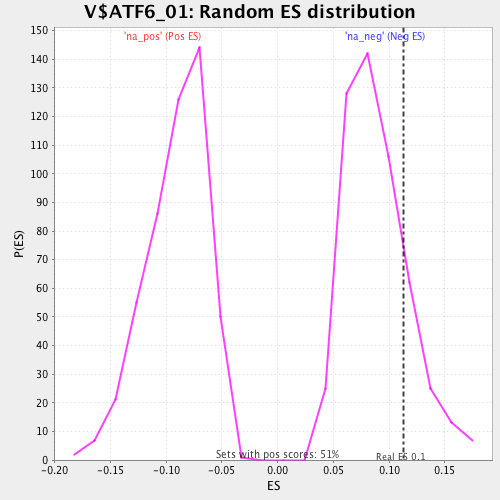 V$ATF6_01: Random ES distribution
'na_pos' (Pos ES)
'na_neg' (Neg ES)
150
140
130
120
110
100
90
80
70
60
50
40
30
20
10
0
P(ES)
Sets with pos scores: 51%
Real ES 0.1
-0.20 -0.15 -0.10 -0.05 0.00 0.05 0.10 0.15
ES